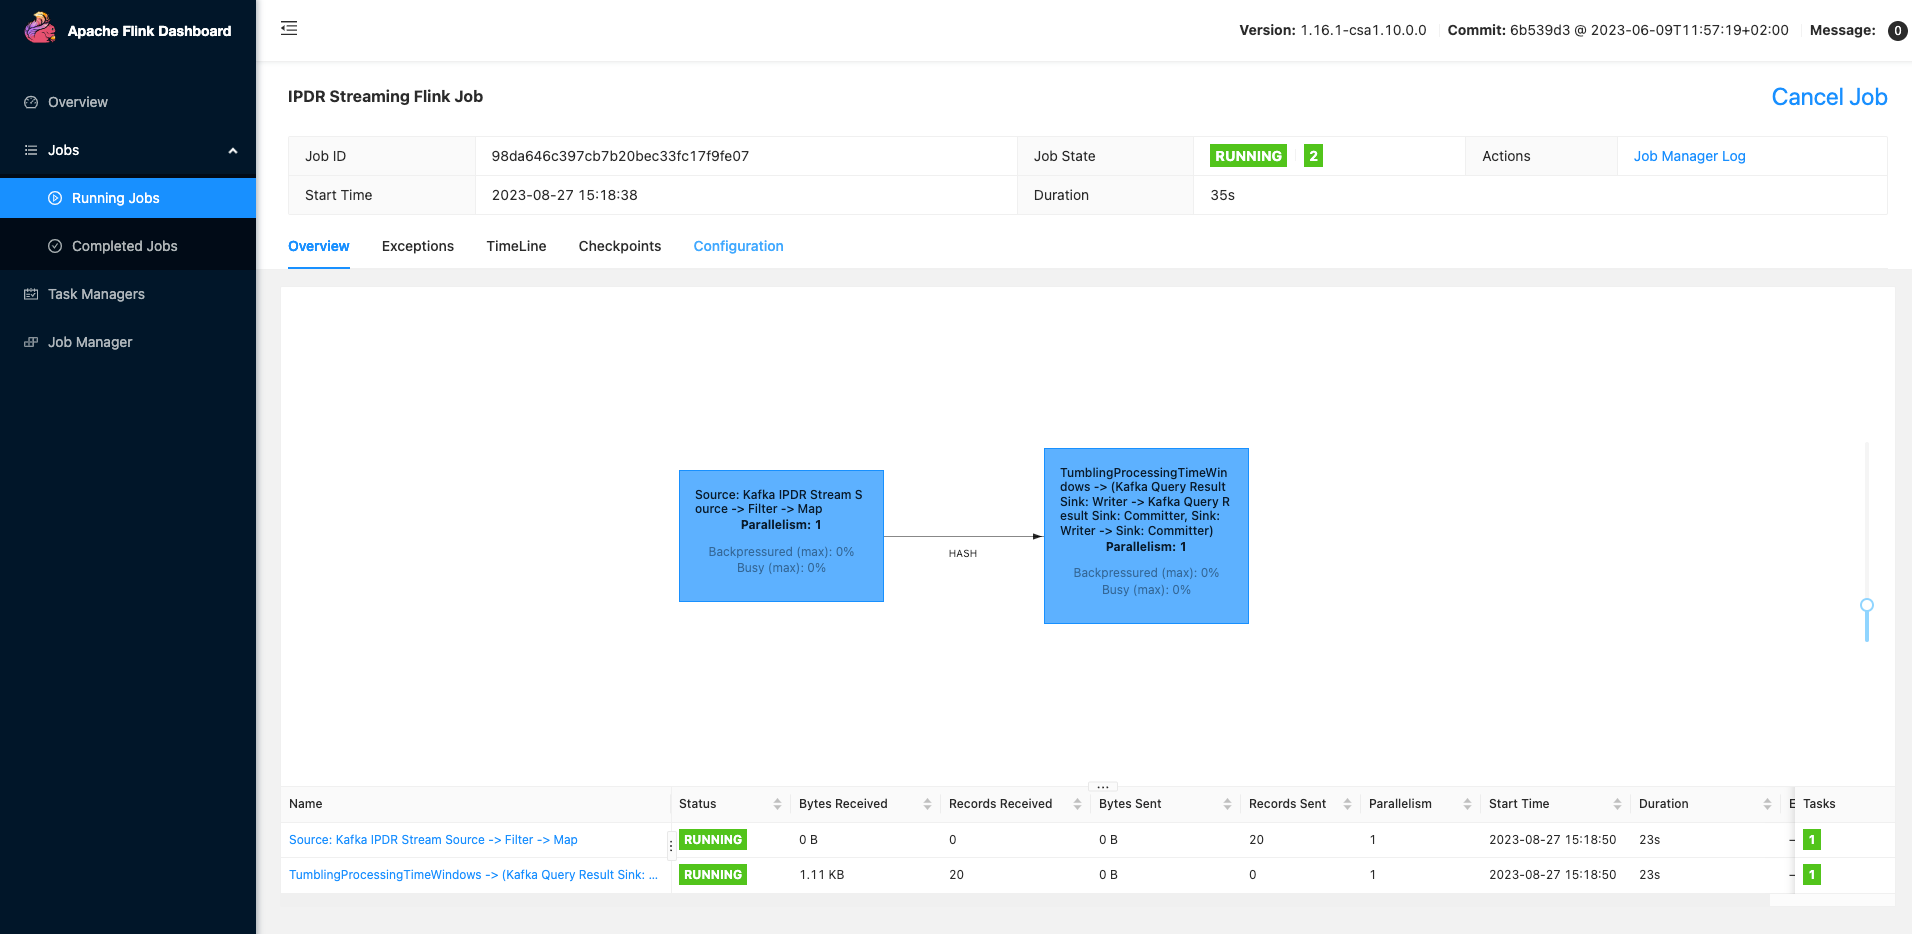 Apache Flink Dashboard
Version: 1.16.1-csa1.10.0.0 Commit: 6b539d3 @ 2023-06-09T11:57:19+02:00 Message: 0
Overview
Jobs
Running Jobs
Completed Jobs
Task Managers
Job Manager
IPDR Streaming Flink Job
Cancel Job
Job ID 98da646c397cb7b20bec33fc17f9fe07 Job State RUNNING 2 Actions Job Manager Log
Start Time 2023-08-27 15:18:38 Duration 35s
Overview Exceptions TimeLine Checkpoints Configuration
Source: Kafka IPDR Stream S
ource -> Filter -> Map
Parallelism: 1
Backpressured (max): 0%
Busy (max): 0%
HASH
TumblingProcessingTimeWin
dows -> (Kafka Query Result
Sink: Writer -> Kafka Query R
esult Sink: Committer, Sink:
Writer -> Sink: Committer)
Parallelism: 1
Backpressured (max): 0%
Busy (max): 0%
Name Status Bytes Received Records Received Bytes Sent Records Sent Parallelism Start Time Duration E Tasks
Source: Kafka IPDR Stream Source -> Filter -> Map RUNNING 0 B 0 0 B 20 1 2023-08-27 15:18:50 23s – 1
TumblingProcessingTimeWindows -> (Kafka Query Result Sink: ... RUNNING 1.11 KB 20 0 B 0 1 2023-08-27 15:18:50 23s – 1